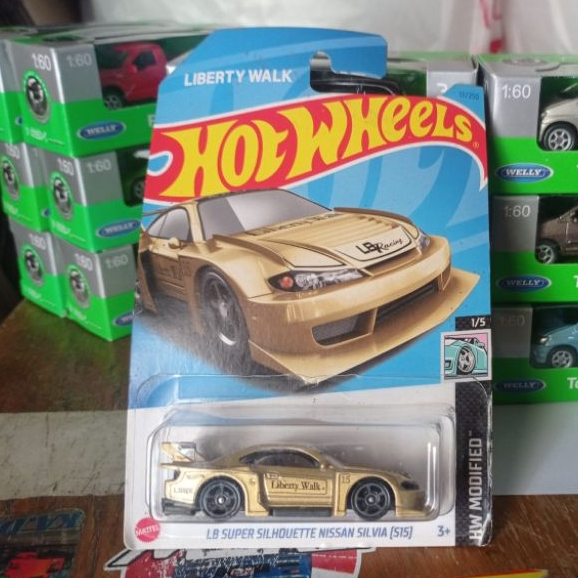 LIBERTY WALK
HOT WHEELS
LB Racing
1/5
HW MODIFIED
Liberty Walk
15
MATTEL
LB SUPER SILHOUETTE NISSAN SILVIA [S15]
3+
1:60
WELLY
1:60
WELLY
1:60
WELLY
1:60
WELLY
1:60
WELLY
1:60
WELLY